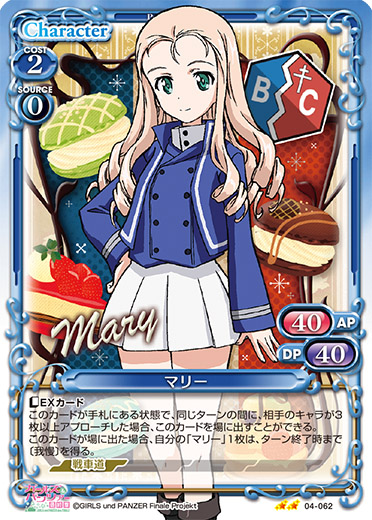 Character
COST
2
SOURCE
0
B C
Mary
40 AP
DP 40
マリー
EXカード
このカードが手札にある状態で、同じターンの間に、相手のキャラが3
枚以上アプローチした場合、このカードを場に出すことができる。
このカードが場に出た場合、自分の「マリー」1枚は、ターン終了時まで
【我慢】を得る。
戦車道
©GIRLS und PANZER Finale Projekt
04-062